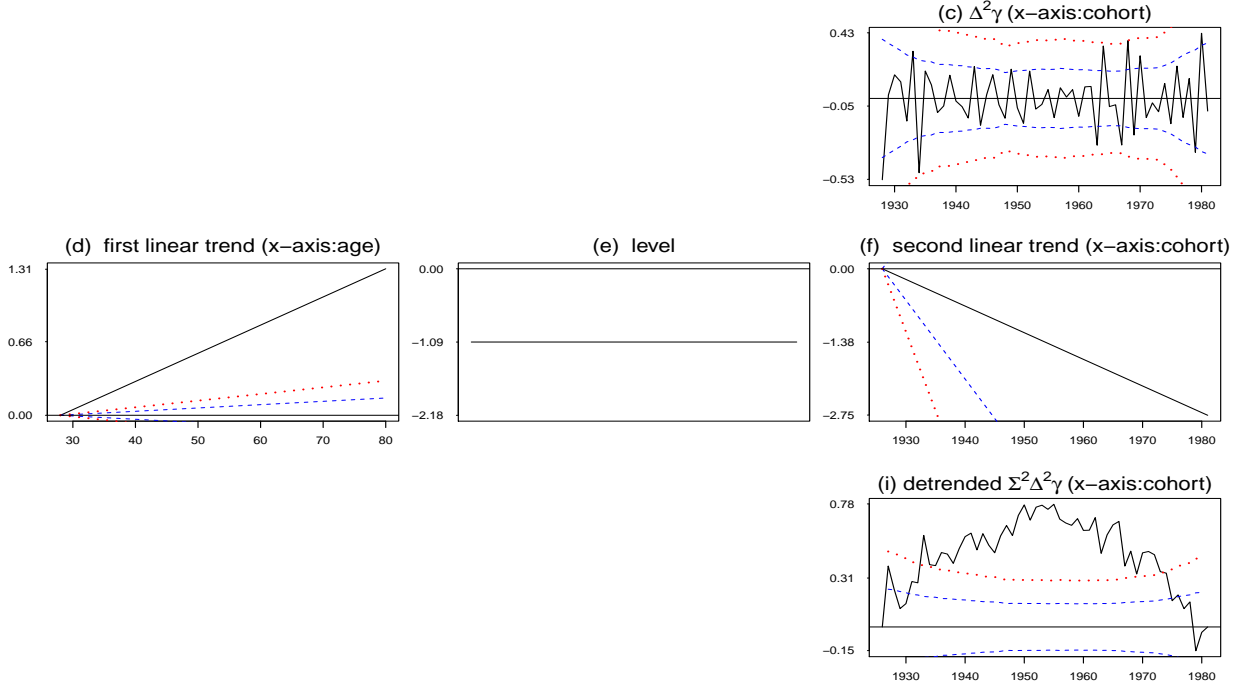 (c) Δ²γ (x−axis:cohort)
0.43
−0.05
−0.53
1930 1940 1950 1960 1970 1980
(d) first linear trend (x−axis:age)
1.31
0.66
0.00
30 40 50 60 70 80
(e) level
0.00
−1.09
−2.18
(f) second linear trend (x−axis:cohort)
0.00
−1.38
−2.75
1930 1940 1950 1960 1970 1980
(i) detrended Σ²Δ²γ (x−axis:cohort)
0.78
0.31
−0.15
1930 1940 1950 1960 1970 1980